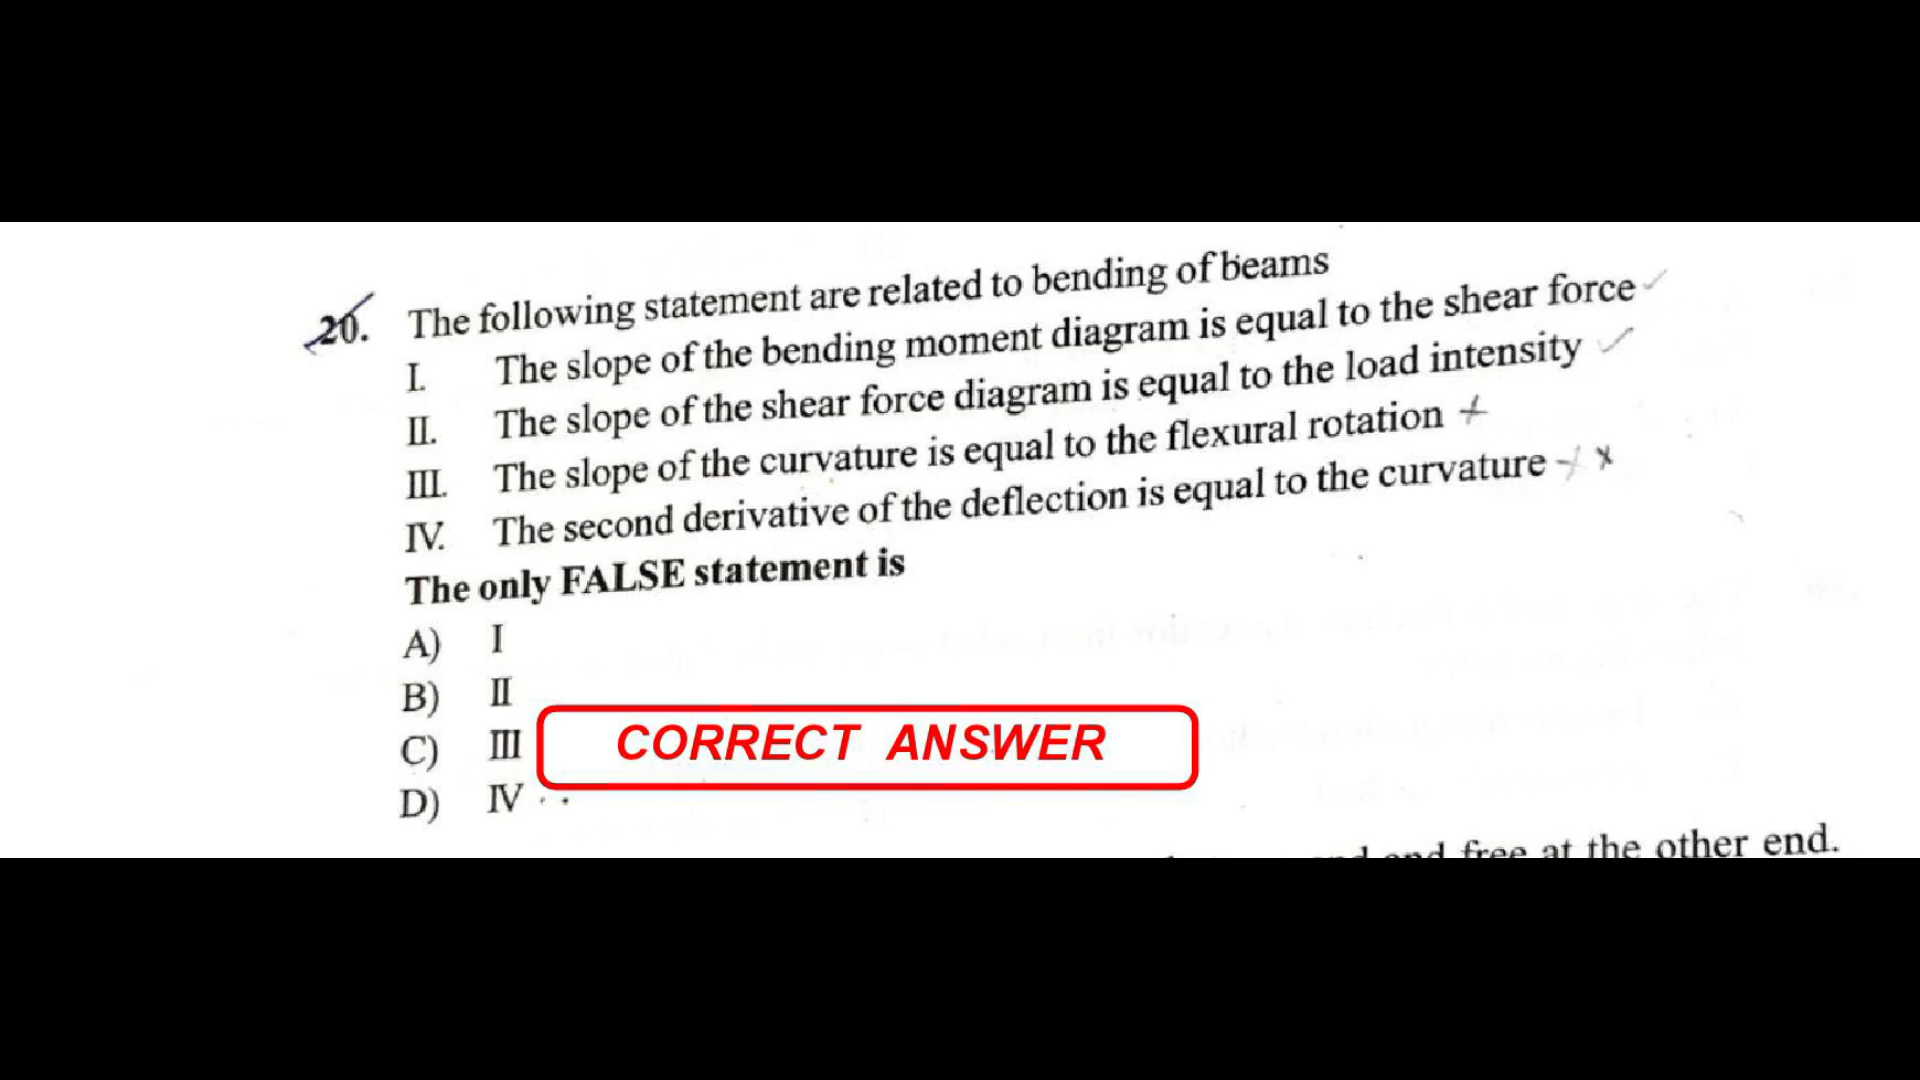 20. The following statement are related to bending of beams
I. The slope of the bending moment diagram is equal to the shear force
II. The slope of the shear force diagram is equal to the load intensity
III. The slope of the curvature is equal to the flexural rotation
IV. The second derivative of the deflection is equal to the curvature
The only FALSE statement is
A) I
B) II
C) III CORRECT ANSWER
D) IV
free at the other end.